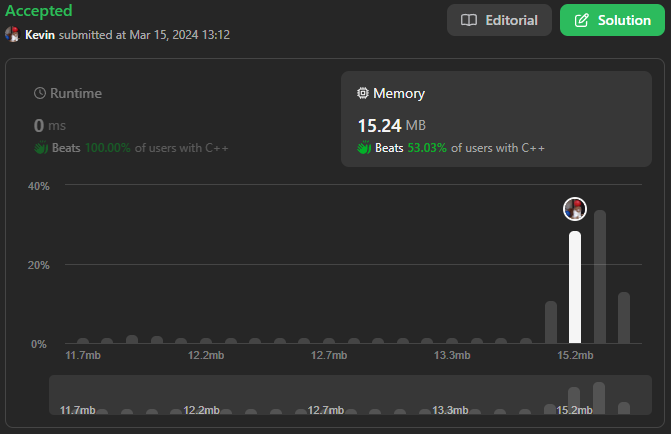 Accepted
Editorial
Solution
Kevin submitted at Mar 15, 2024 13:12
Runtime
0 ms
Beats 100.00% of users with C++
Memory
15.24 MB
Beats 53.03% of users with C++
40%
20%
0%
11.7mb 12.2mb 12.7mb 13.3mb 15.2mb
11.7mb 12.2mb 12.7mb 13.3mb 15.2mb